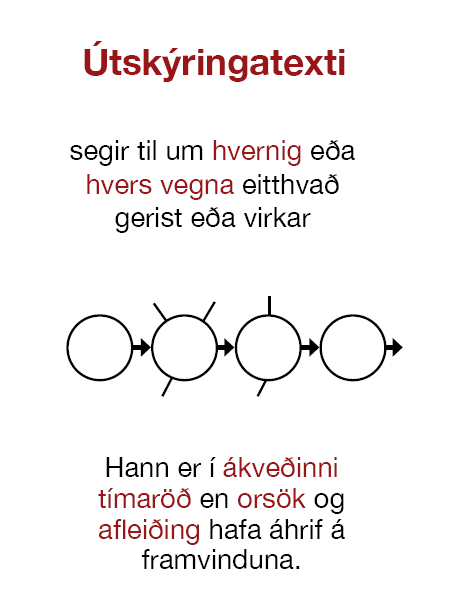 Útskýringatexti
segir til um hvernig eða
hvers vegna eitthvað
gerist eða virkar
Hann er í ákveðinni
tímaröð en orsök og
afleiðing hafa áhrif á
framvinduna.